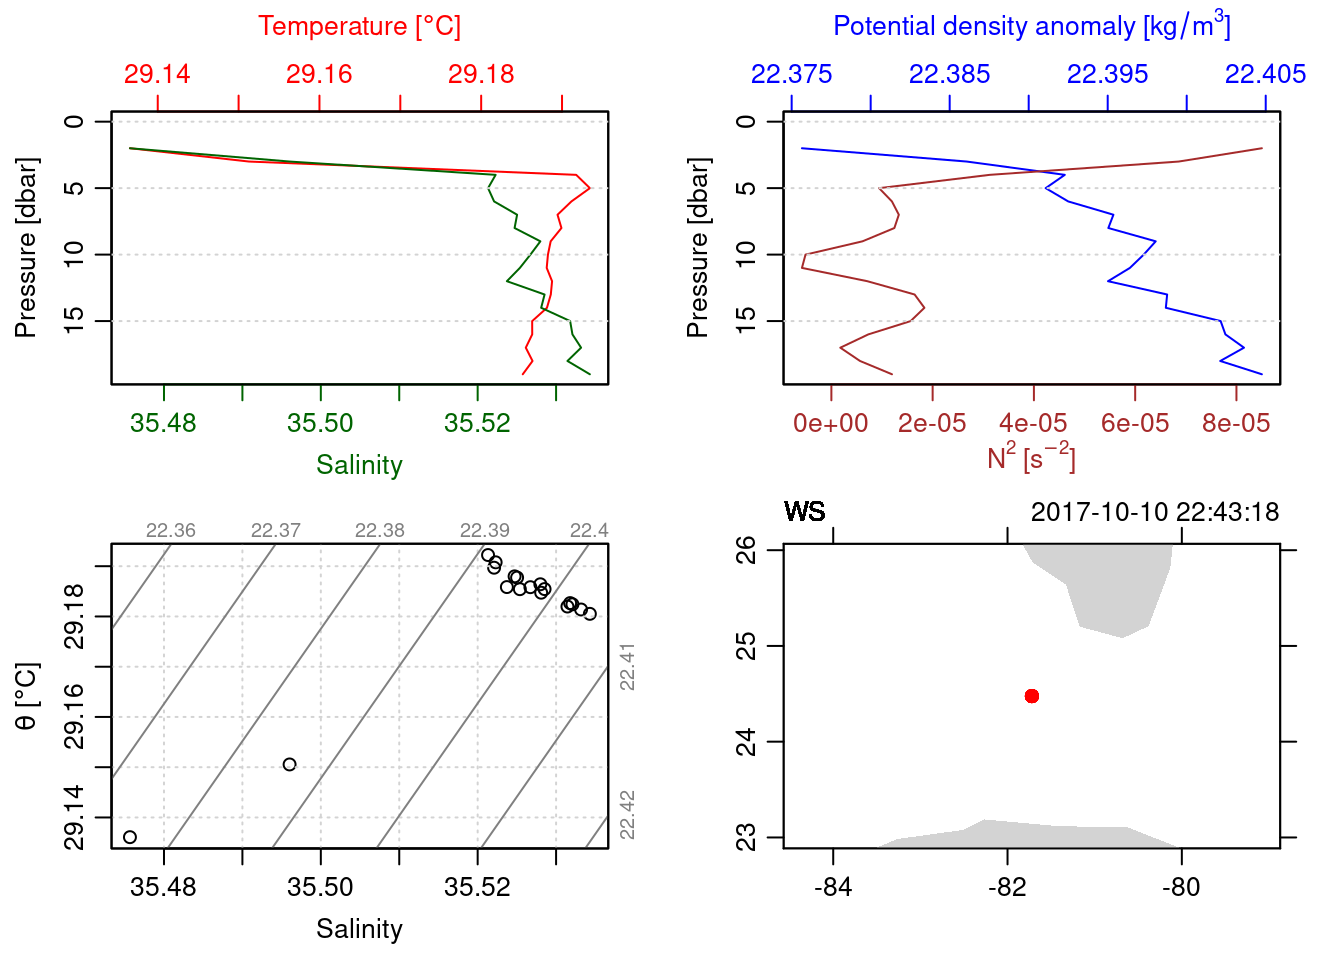 Temperature [°C]
29.14 29.16 29.18
0
5
10
15
Pressure [dbar]
35.48 35.50 35.52
Salinity
Potential density anomaly [kg/m³]
22.375 22.385 22.395 22.405
0
5
10
15
Pressure [dbar]
0e+00 2e-05 4e-05 6e-05 8e-05
N² [s⁻²]
22.36 22.37 22.38 22.39 22.4
22.41
22.42
29.18
29.16
29.14
θ [°C]
35.48 35.50 35.52
Salinity
WS 2017-10-10 22:43:18
26
25
24
23
-84 -82 -80